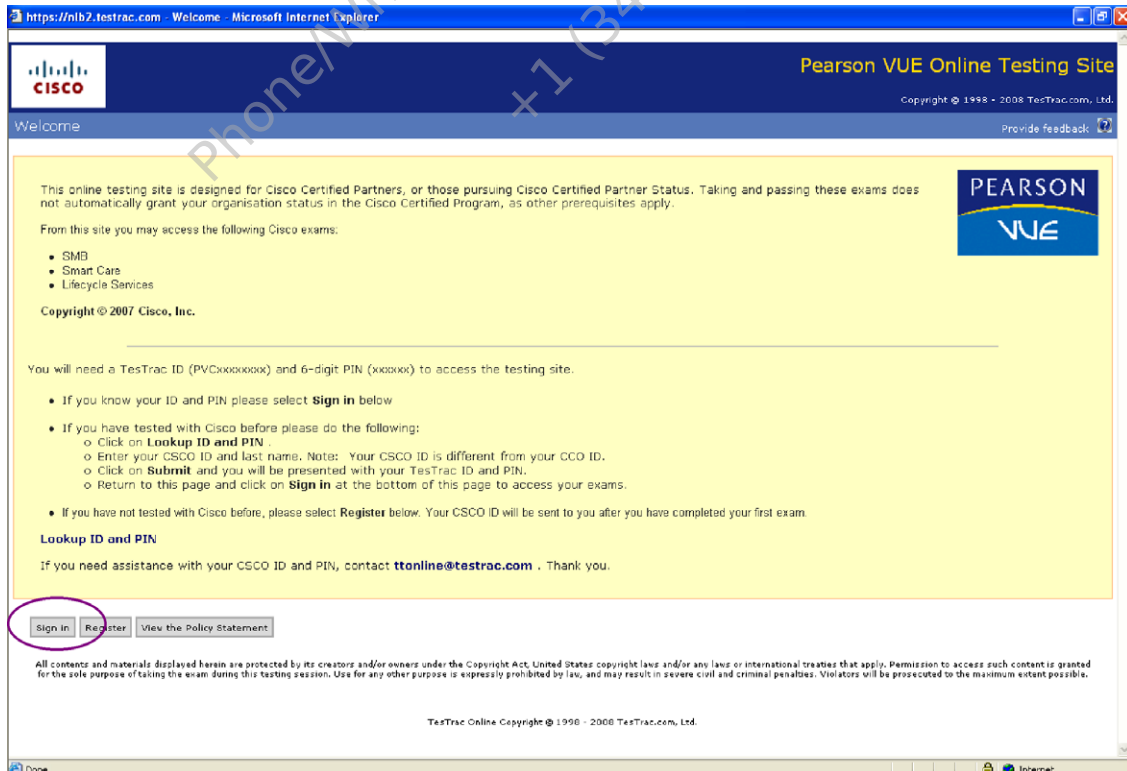 https://nlb2.testrac.com - Welcome - Microsoft Internet Explorer
CISCO
Pearson VUE Online Testing Site
Copyright @ 1998 - 2008 TesTrac.com, Ltd.
Welcome
Provide feedback
Phone/Wh
+1 (34
This online testing site is designed for Cisco Certified Partners, or those pursuing Cisco Certified Partner Status. Taking and passing these exams does
not automatically grant your organisation status in the Cisco Certified Program, as other prerequisites apply.
PEARSON
VUE
From this site you may access the following Cisco exams:
• SMB
• Smart Care
• Lifecycle Services
Copyright © 2007 Cisco, Inc.
You will need a TesTrac ID (PVCxxxxxxxx) and 6-digit PIN (xxxxxx) to access the testing site.
• If you know your ID and PIN please select Sign in below
• If you have tested with Cisco before please do the following:
o Click on Lookup ID and PIN .
o Enter your CSCO ID and last name. Note: Your CSCO ID is different from your CCO ID.
o Click on Submit and you will be presented with your TesTrac ID and PIN.
o Return to this page and click on Sign in at the bottom of this page to access your exams.
• If you have not tested with Cisco before, please select Register below. Your CSCO ID will be sent to you after you have completed your first exam.
Lookup ID and PIN
If you need assistance with your CSCO ID and PIN, contact ttonline@testrac.com . Thank you.
Sign in Register View the Policy Statement
All contents and materials displayed herein are protected by its creators and/or owners under the Copyright Act, United States copyright laws and/or any laws or international treaties that apply. Permission to access such content is granted
for the sole purpose of taking the exam during this testing session. Use for any other purpose is expressly prohibited by law, and may result in severe civil and criminal penalties. Violators will be prosecuted to the maximum extent possible.
TesTrac Online Copyright @ 1998 - 2008 TesTrac.com, Ltd.
Done
Internet